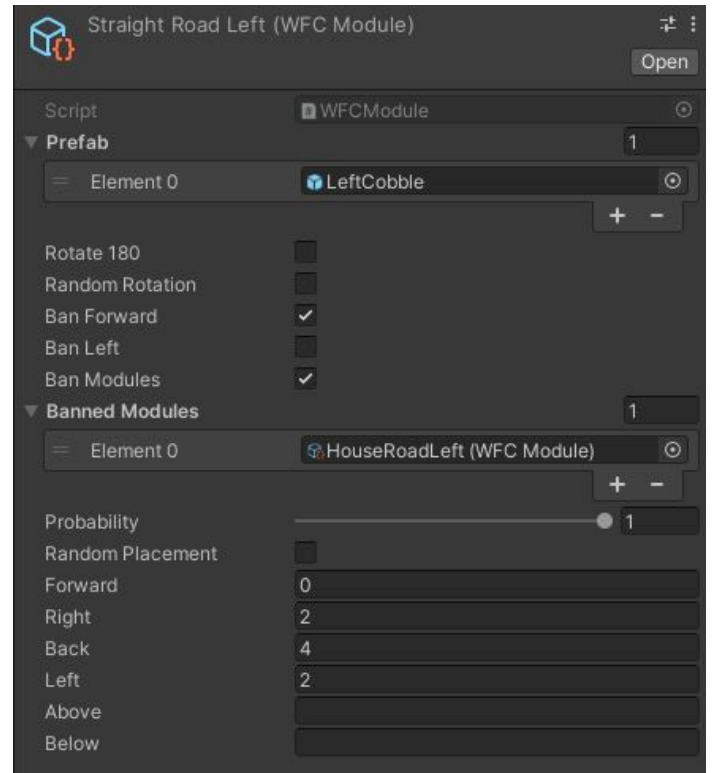 Straight Road Left (WFC Module)
Open
Script WFCModule
Prefab 1
Element 0 LeftCobble
+ -
Rotate 180
Random Rotation
Ban Forward
Ban Left
Ban Modules
Banned Modules 1
Element 0 HouseRoadLeft (WFC Module)
+ -
Probability 1
Random Placement
Forward 0
Right 2
Back 4
Left 2
Above
Below